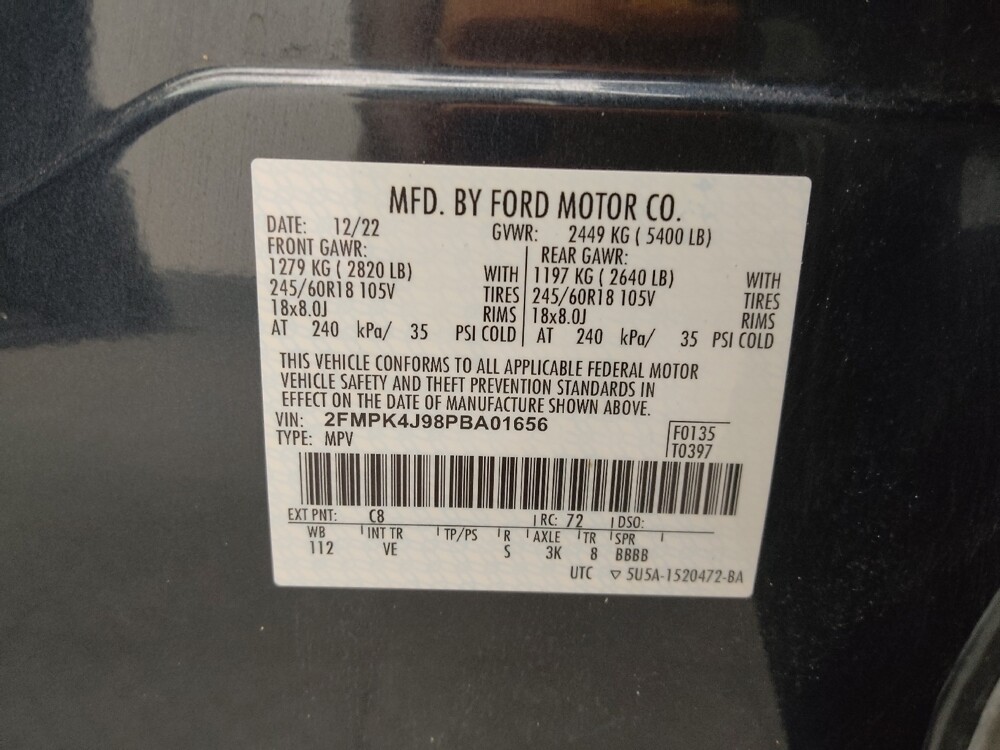 MFD. BY FORD MOTOR CO.
DATE: 12/22 GVWR: 2449 KG ( 5400 LB)
FRONT GAWR: REAR GAWR:
1279 KG ( 2820 LB) WITH 1197 KG ( 2640 LB) WITH
245/60R18 105V TIRES 245/60R18 105V TIRES
18x8.0J RIMS 18x8.0J RIMS
AT 240 kPa/ 35 PSI COLD AT 240 kPa/ 35 PSI COLD
THIS VEHICLE CONFORMS TO ALL APPLICABLE FEDERAL MOTOR
VEHICLE SAFETY AND THEFT PREVENTION STANDARDS IN
EFFECT ON THE DATE OF MANUFACTURE SHOWN ABOVE.
VIN: 2FMPK4J98PBA01656
TYPE: MPV F0135
T0397
EXT PNT: C8 RC: 72 DSO:
WB INT TR TP/PS R AXLE TR SPR
112 VE S 3K 8 BBBB
UTC ▽ 5U5A-1520472-BA